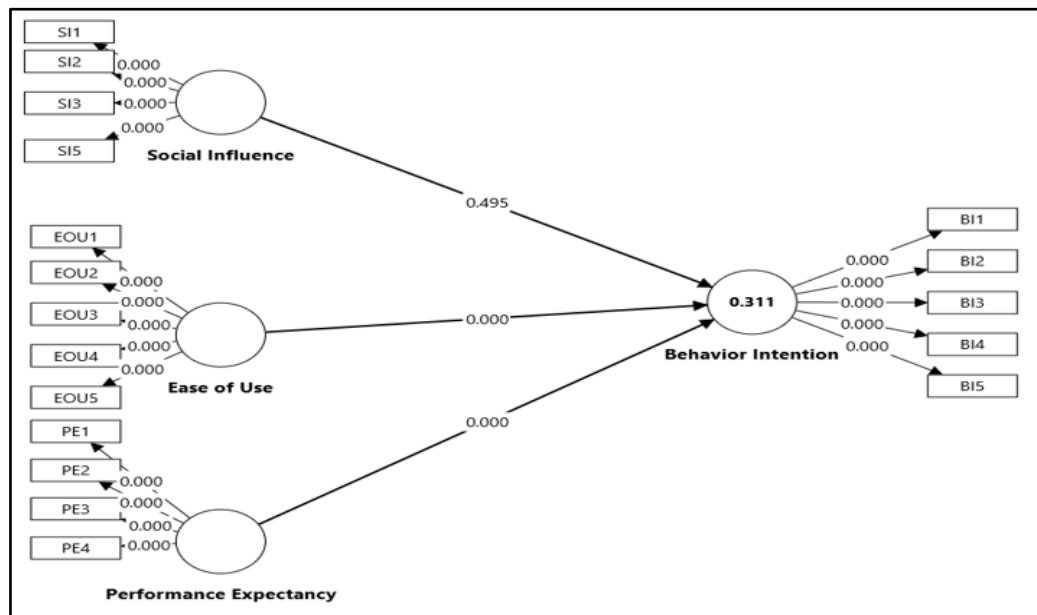 SI1
SI2
SI3
SI5
0.000
0.000
0.000
0.000
Social Influence
0.495
EOU1
EOU2
EOU3
EOU4
EOU5
0.000
0.000
0.000
0.000
0.000
Ease of Use
0.000
PE1
PE2
PE3
PE4
0.000
0.000
0.000
0.000
Performance Expectancy
0.000
0.311
Behavior Intention
0.000
0.000
0.000
0.000
0.000
BI1
BI2
BI3
BI4
BI5